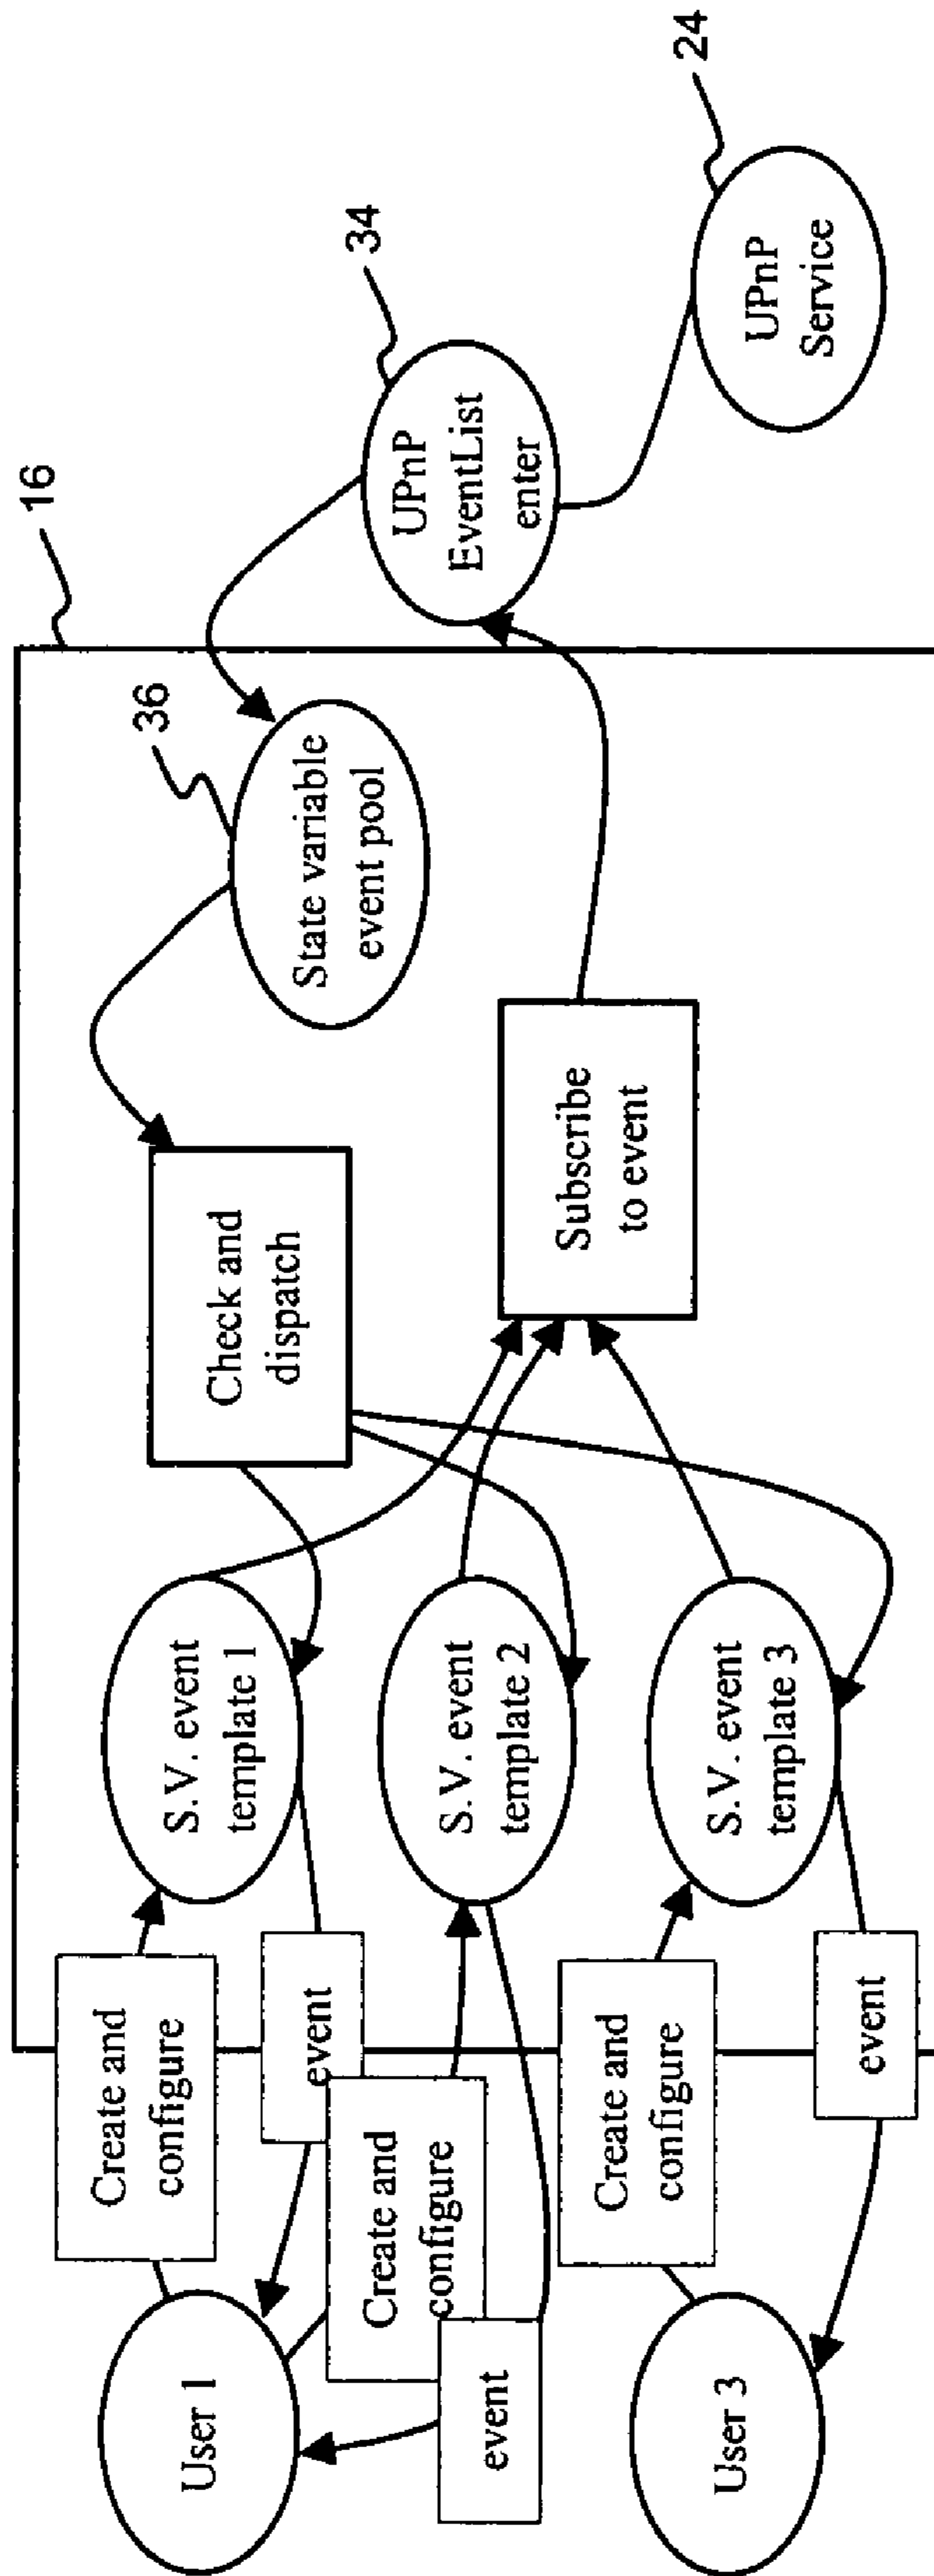 16
36
34
24
Create and
configure
User 1
event
S.V. event
template 1
Check and
dispatch
State variable
event pool
UPnP
EventList
enter
UPnP
Service
Create and
configure
event
S.V. event
template 2
Subscribe
to event
Create and
configure
User 3
event
S.V. event
template 3